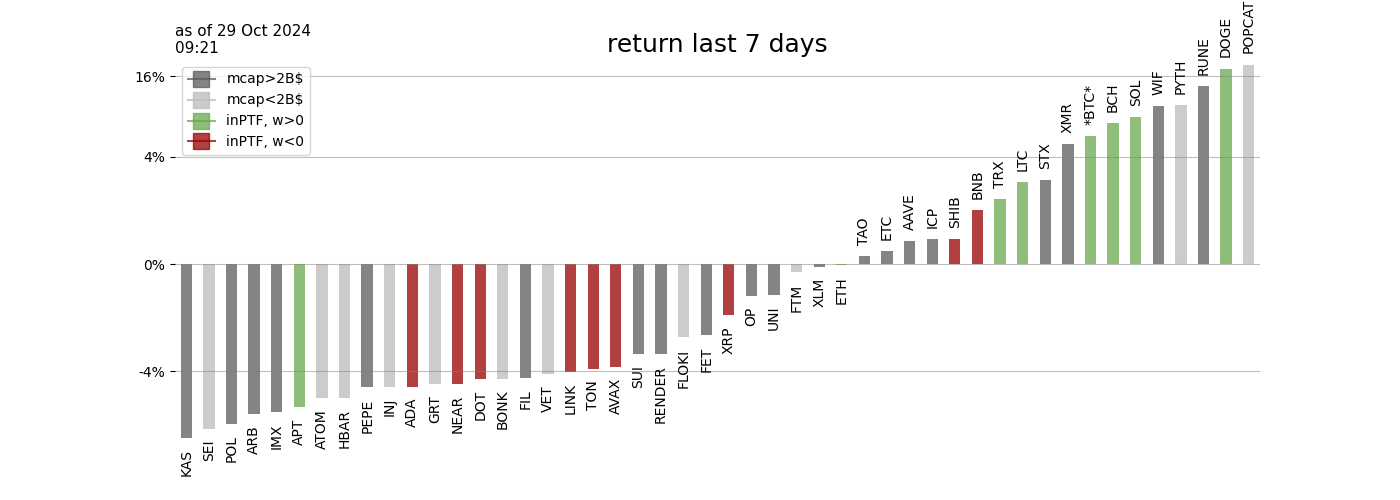 as of 29 Oct 2024
09:21
return last 7 days
mcap>2B$
mcap<2B$
inPTF, w>0
inPTF, w<0
16%
4%
0%
-4%
KAS
SEI
POL
ARB
IMX
APT
ATOM
HBAR
PEPE
INJ
ADA
GRT
NEAR
DOT
BONK
FIL
VET
LINK
TON
AVAX
SUI
RENDER
FLOKI
FET
XRP
OP
UNI
FTM
XLM
ETH
TAO
ETC
AAVE
ICP
SHIB
BNB
TRX
LTC
STX
XMR
*BTC*
BCH
SOL
WIF
PYTH
RUNE
DOGE
POPCAT